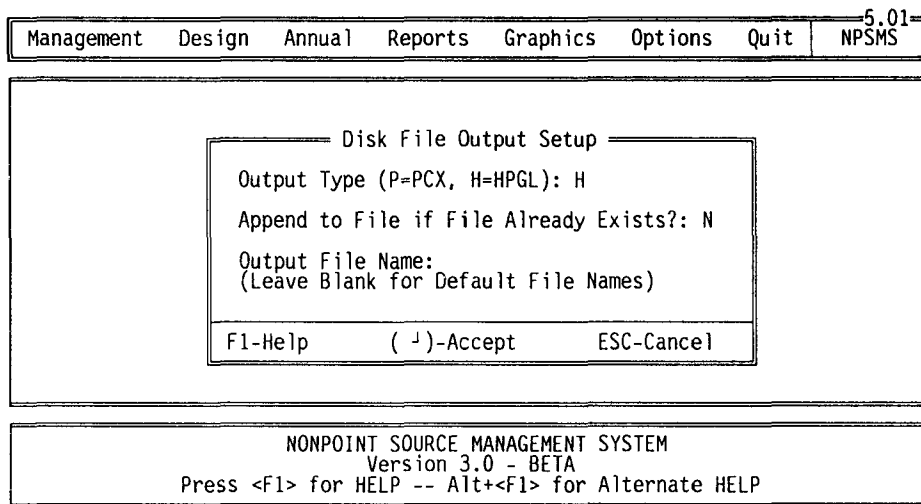 5.01
Management Design Annual Reports Graphics Options Quit NPSMS
Disk File Output Setup
Output Type (P=PCX, H=HPGL): H
Append to File if File Already Exists?: N
Output File Name:
(Leave Blank for Default File Names)
F1-Help (┘)-Accept ESC-Cancel
NONPOINT SOURCE MANAGEMENT SYSTEM
Version 3.0 - BETA
Press <F1> for HELP -- Alt+<F1> for Alternate HELP